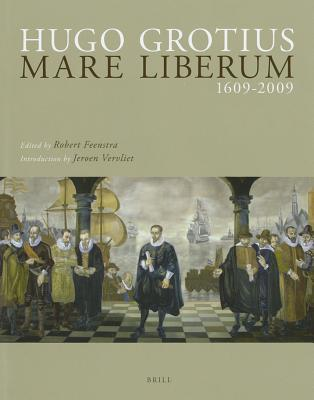 HUGO GROTIUS
MARE LIBERUM
1609-2009
Edited by Robert Feenstra
Introduction by Jeroen Vervliet
BRILL